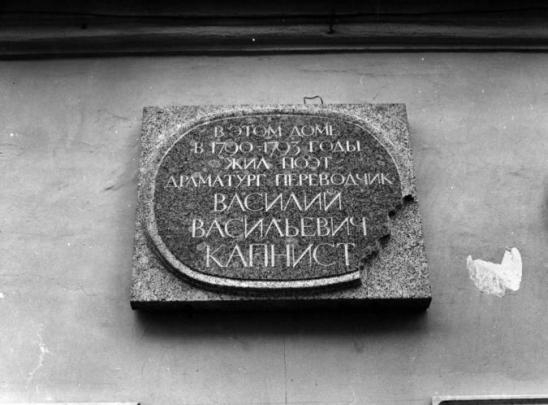 В ЭТОМ ДОМЕ
В 1790-1793 ГОДЫ
ЖИЛ ПОЭТ
ДРАМАТУРГ ПЕРЕВОДЧИК
ВАСИЛИЙ
ВАСИЛЬЕВИЧ
КАПНИСТ